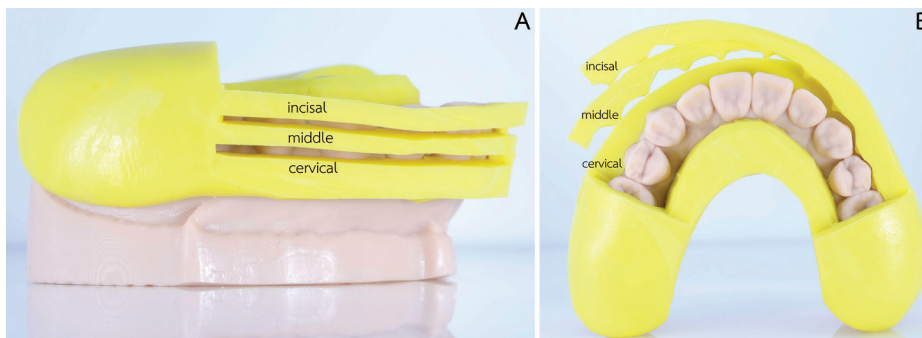 A
incisal
middle
cervical
B
incisal
middle
cervical